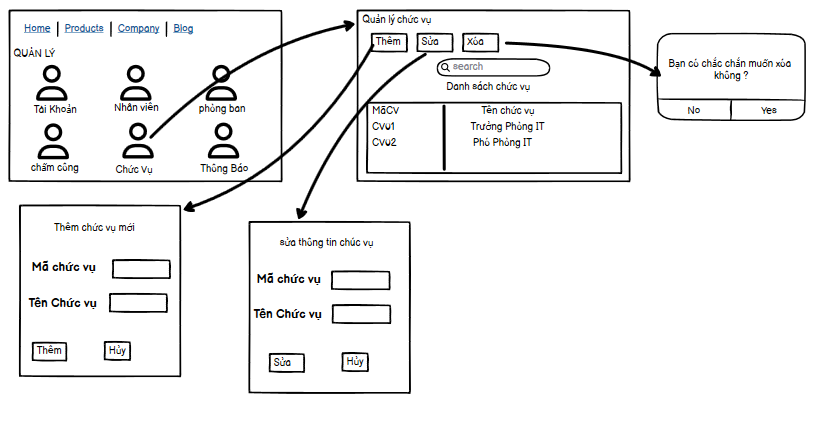 Home | Products | Company | Blog
QUẢN LÝ
Tài Khoản
Nhân viên
phòng ban
chấm công
Chức Vụ
Thông Báo
Quản lý chức vụ
Thêm
Sửa
Xóa
search
Danh sách chức vụ
MãCV
Tên chức vụ
CVu1
Trưởng Phòng IT
CVu2
Phó Phòng IT
Bạn có chắc chắn muốn xóa
không ?
No
Yes
Thêm chức vụ mới
Mã chức vụ
Tên Chức vụ
Thêm
Hủy
sửa thông tin chúc vụ
Mã chức vụ
Tên Chức vụ
Sửa
Hủy